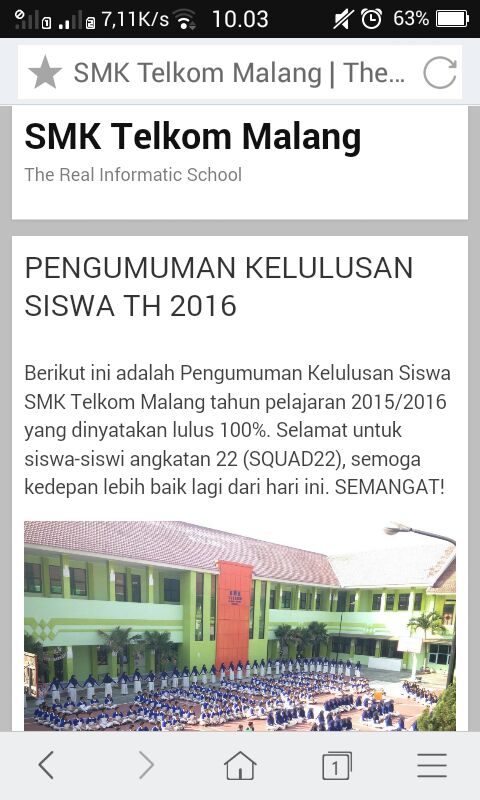 1 2 7,11K/s 10.03 63%
SMK Telkom Malang | The...
SMK Telkom Malang
The Real Informatic School
PENGUMUMAN KELULUSAN
SISWA TH 2016
Berikut ini adalah Pengumuman Kelulusan Siswa
SMK Telkom Malang tahun pelajaran 2015/2016
yang dinyatakan lulus 100%. Selamat untuk
siswa-siswi angkatan 22 (SQUAD22), semoga
kedepan lebih baik lagi dari hari ini. SEMANGAT!
1